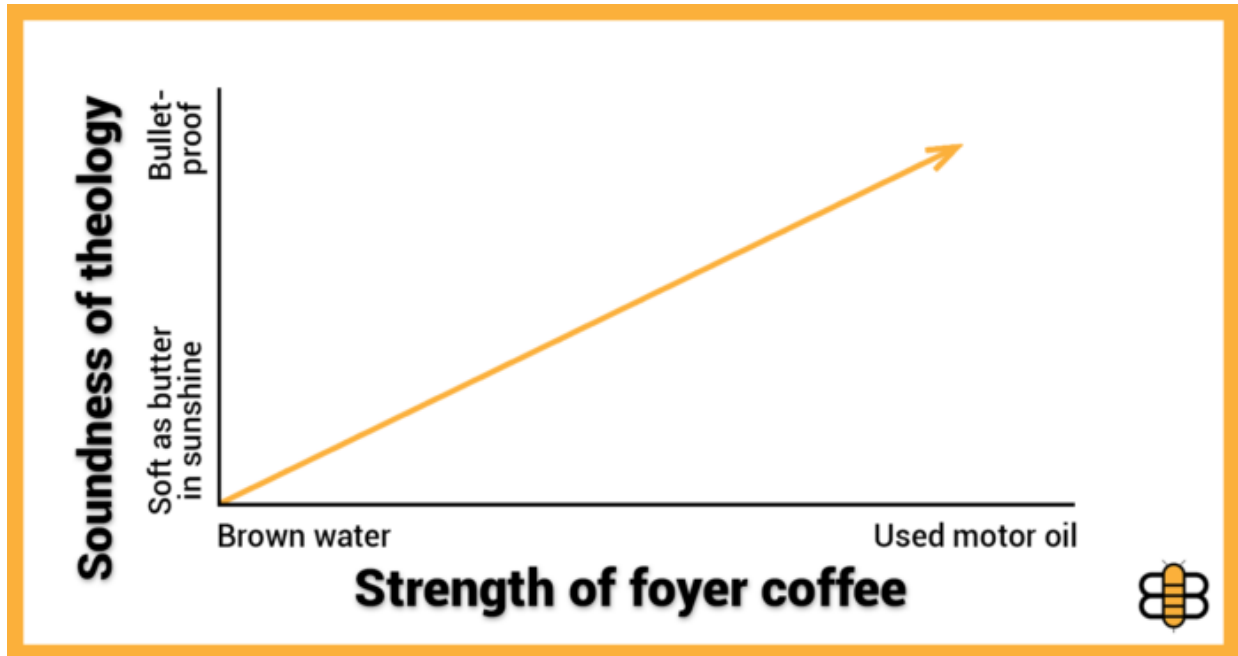 Soundness of theology
Bullet-
proof
Soft as butter
in sunshine
Brown water
Used motor oil
Strength of foyer coffee